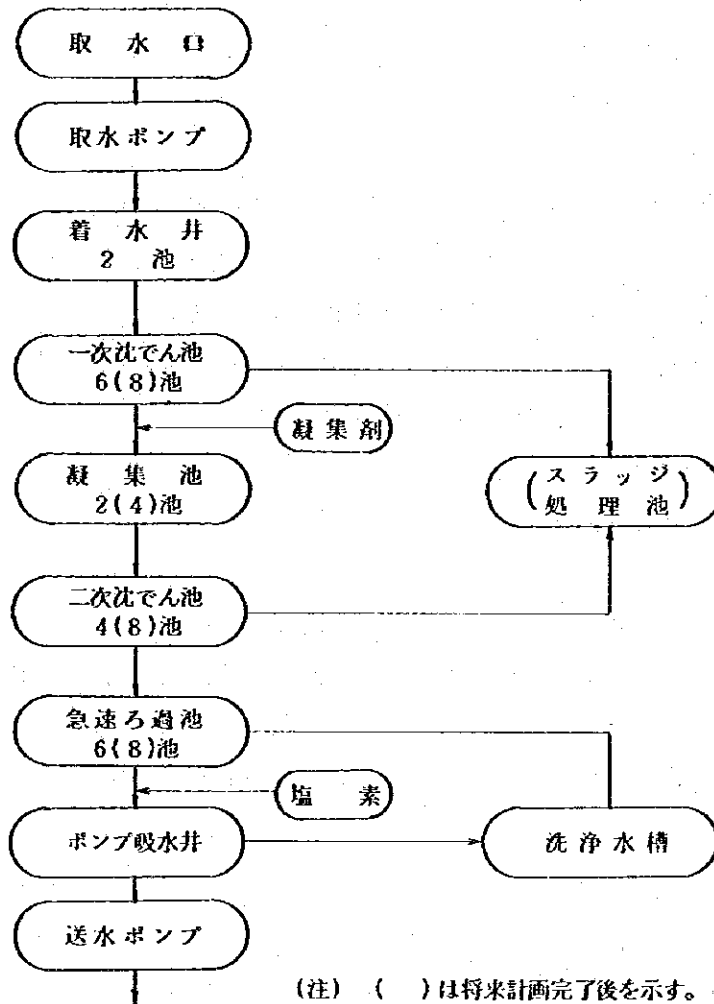 取水口
取水ポンプ
着水井
2池
一次沈でん池
6(8)池
凝集剤
凝集池
2(4)池
(スラッジ
処理池)
二次沈でん池
4(8)池
急速ろ過池
6(8)池
塩素
ポンプ吸水井
洗浄水槽
送水ポンプ
(注) ( )は将来計画完了後を示す。